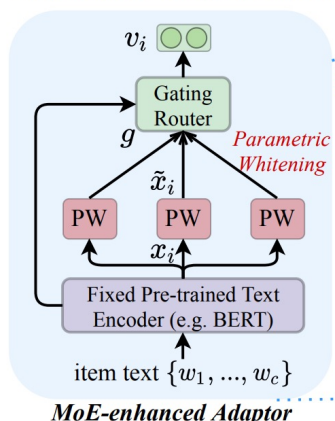 v_i
Gating
Router
g
Parametric
Whitening
x̃_i
PW PW PW
x_i
Fixed Pre-trained Text
Encoder (e.g. BERT)
item text {w_1, ..., w_c}
MoE-enhanced Adaptor